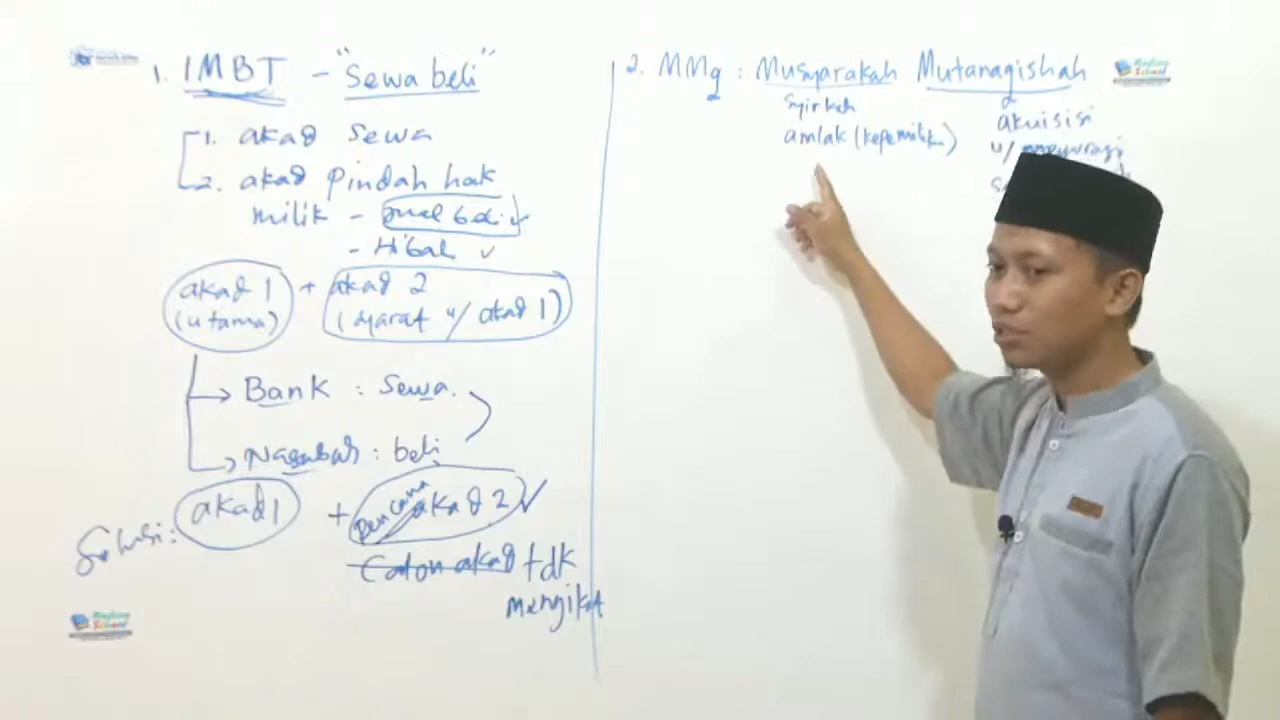 1. IMBT - "Sewa beli"
1. akad sewa
2. akad pindah hak
milik - jual beli ✓
- Hibah ✓
akad 1 + akad 2
(utama) (syarat u/ akad 1)
→ Bank : Sewa.
→ Nasabah : beli
Solusi: akad 1 + Rencana akad 2 ✓
Calon akad tdk
mengikat
2. MMq : Musyarakah Mutanaqishah
syirkah
amlak (kepemilikan)
akuisisi
u/